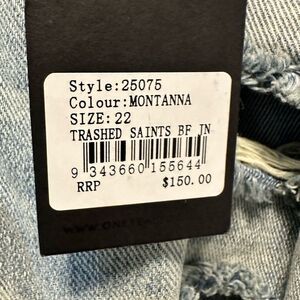 Style:25075
Colour:MONTANNA
SIZE:22
TRASHED SAINTS BF JN
9 343660 155644
RRP $150.00